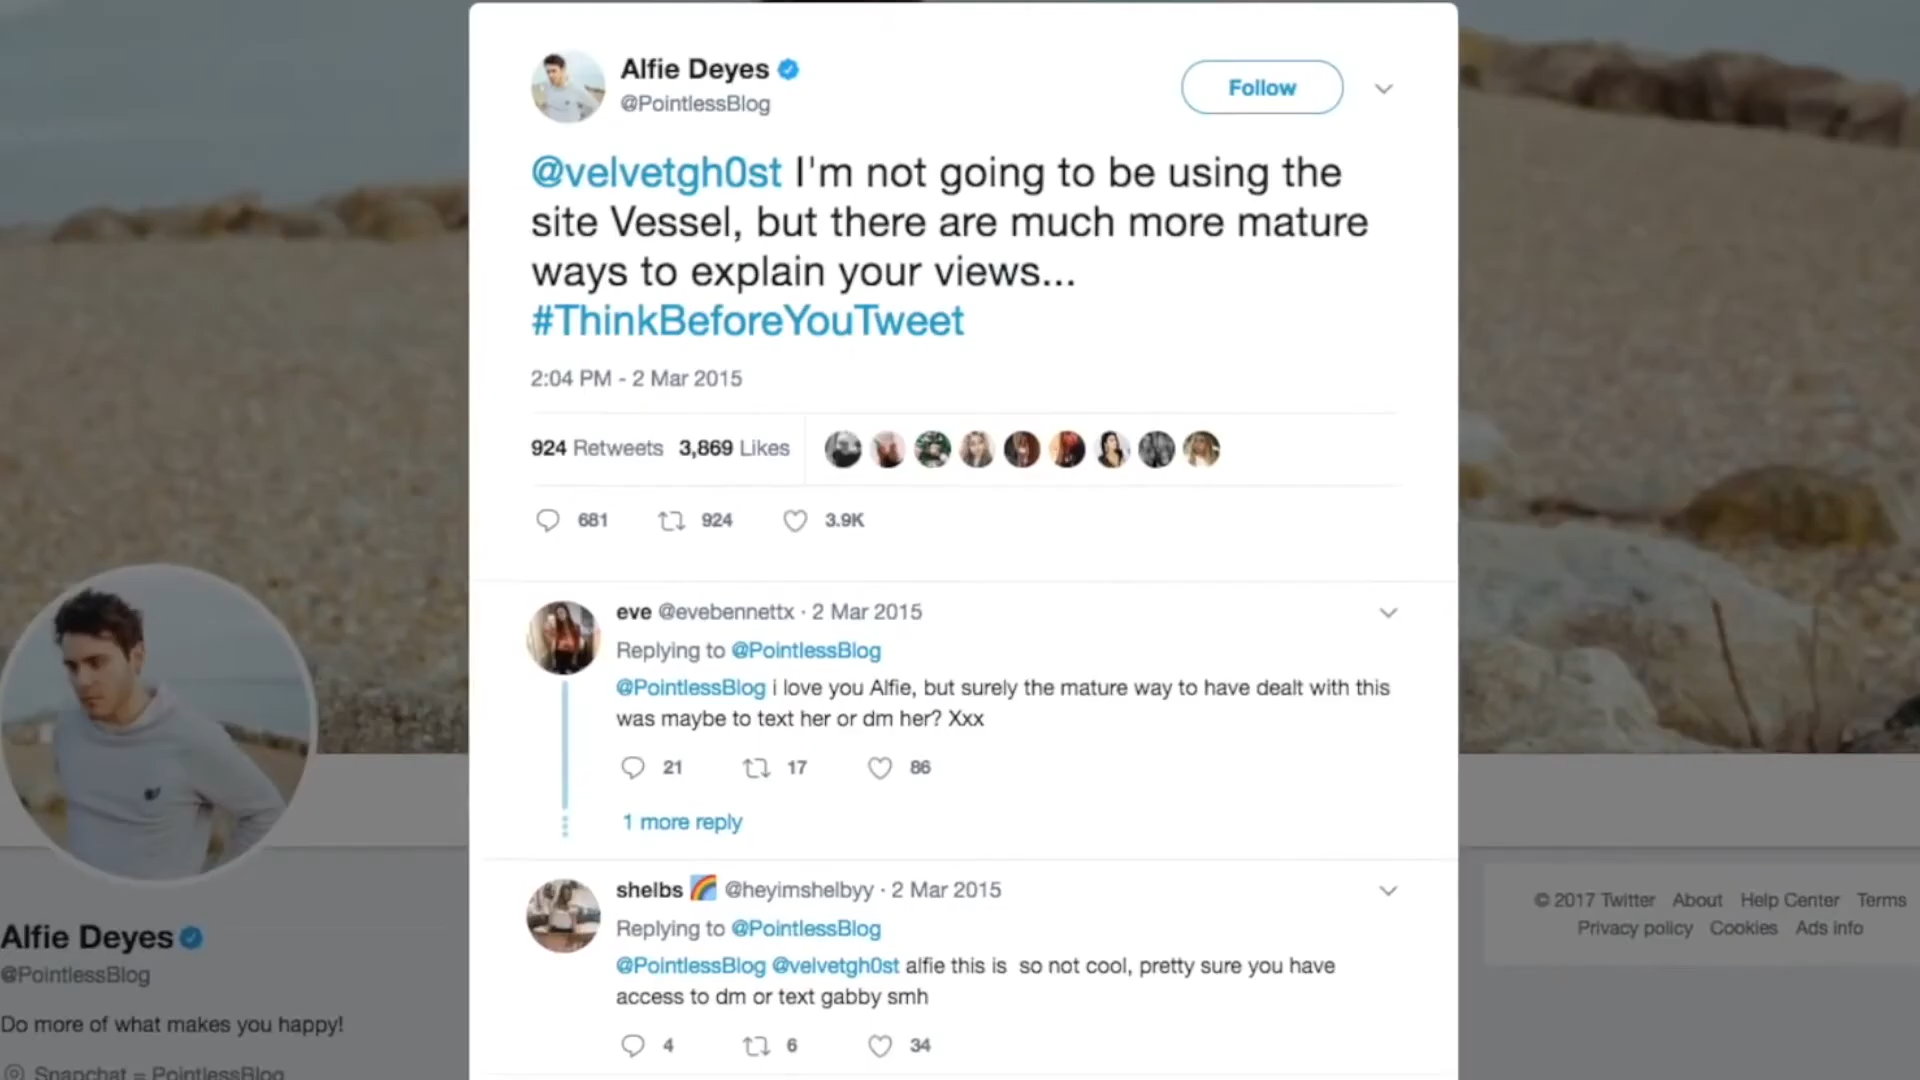 Alfie Deyes
@PointlessBlog
Follow
@velvetgh0st I'm not going to be using the
site Vessel, but there are much more mature
ways to explain your views...
#ThinkBeforeYouTweet
2:04 PM - 2 Mar 2015
924 Retweets 3,869 Likes
681 924 3.9K
eve @evebennettx · 2 Mar 2015
Replying to @PointlessBlog
@PointlessBlog i love you Alfie, but surely the mature way to have dealt with this
was maybe to text her or dm her? Xxx
21 17 86
1 more reply
shelbs 🌈 @heyimshelbyy · 2 Mar 2015
Replying to @PointlessBlog
@PointlessBlog @velvetgh0st alfie this is so not cool, pretty sure you have
access to dm or text gabby smh
4 6 34
Alfie Deyes
@PointlessBlog
Do more of what makes you happy!
Snapchat = PointlessBlog
© 2017 Twitter About Help Center Terms
Privacy policy Cookies Ads info